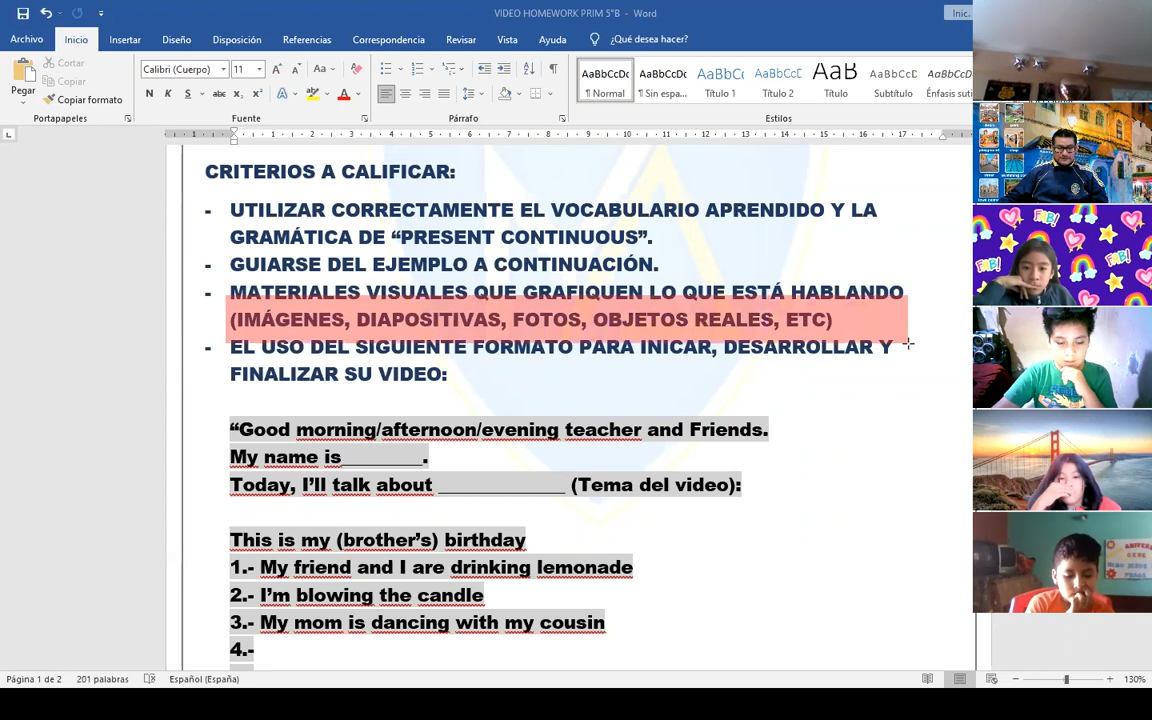 VIDEO HOMEWORK PRIM 5°B - Word
Inic.
Archivo Inicio Insertar Diseño Disposición Referencias Correspondencia Revisar Vista Ayuda ¿Qué desea hacer?
Pegar
Cortar
Copiar
Copiar formato
Portapapeles
Calibri (Cuerpo) 11
Fuente
Párrafo
AaBbCcDc AaBbCcDc AaBbCc AaBbCcC AaB AaBbCcC AaBbCcDc
¶ Normal ¶ Sin espa... Título 1 Título 2 Título Subtítulo Énfasis sutil
Estilos
CRITERIOS A CALIFICAR:
- UTILIZAR CORRECTAMENTE EL VOCABULARIO APRENDIDO Y LA
GRAMÁTICA DE “PRESENT CONTINUOUS”.
- GUIARSE DEL EJEMPLO A CONTINUACIÓN.
- MATERIALES VISUALES QUE GRAFIQUEN LO QUE ESTÁ HABLANDO
(IMÁGENES, DIAPOSITIVAS, FOTOS, OBJETOS REALES, ETC)
- EL USO DEL SIGUIENTE FORMATO PARA INICAR, DESARROLLAR Y
FINALIZAR SU VIDEO:
“Good morning/afternoon/evening teacher and Friends.
My name is________.
Today, I’ll talk about ____________ (Tema del video):
This is my (brother’s) birthday
1.- My friend and I are drinking lemonade
2.- I’m blowing the candle
3.- My mom is dancing with my cousin
4.-
Página 1 de 2 201 palabras Español (España) 130%
FAB!
FAB!
FAB!